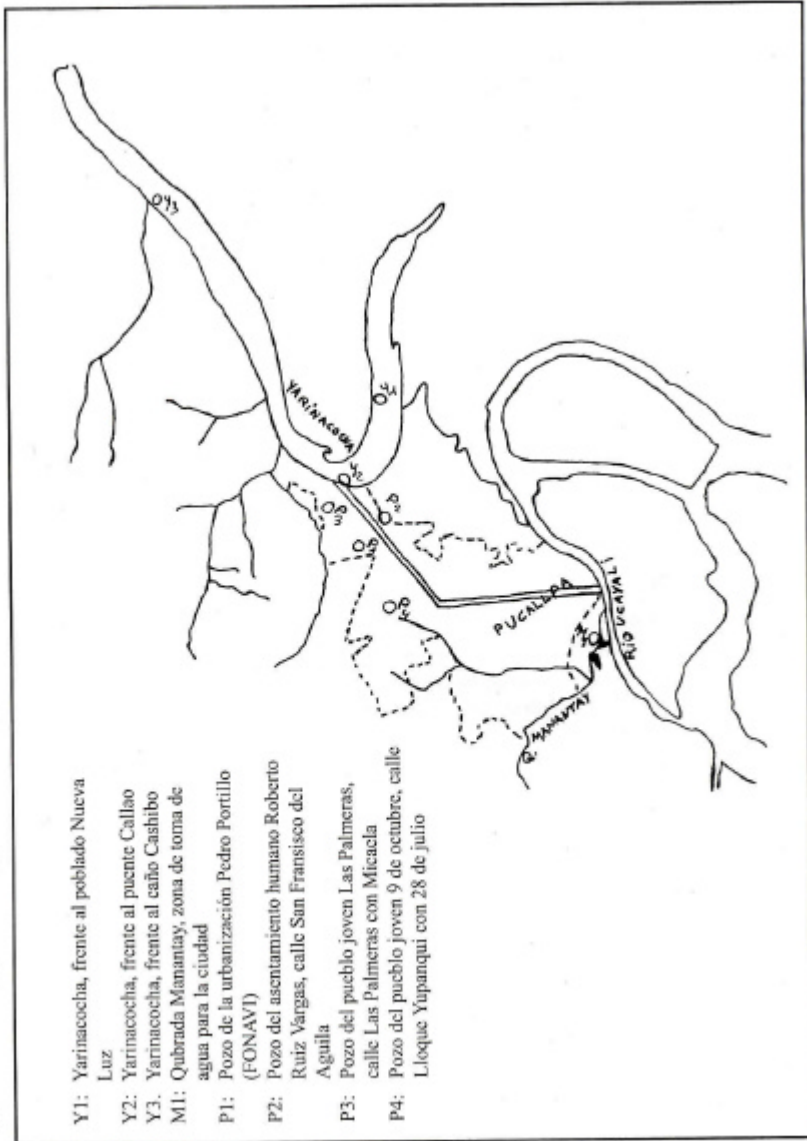 Y1: Yarinacocha, frente al poblado Nueva
Luz
Y2: Yarinacocha, frente al puente Callao
Y3. Yarinacocha, frente al caño Cashibo
M1: Qubrada Manantay, zona de toma de
agua para la ciudad
P1: Pozo de la urbanización Pedro Portillo
(FONAVI)
P2: Pozo del asentamiento humano Roberto
Ruiz Vargas, calle San Fransisco del
Aguila
P3: Pozo del pueblo joven Las Palmeras,
calle Las Palmeras con Micaela
P4: Pozo del pueblo joven 9 de octubre, calle
Lloque Yupanqui con 28 de julio
Y3
YARINACOCHA
Y2
P2
P3
P4
PUCALLPA
RIO UCAYALI
Q. MANANTAY